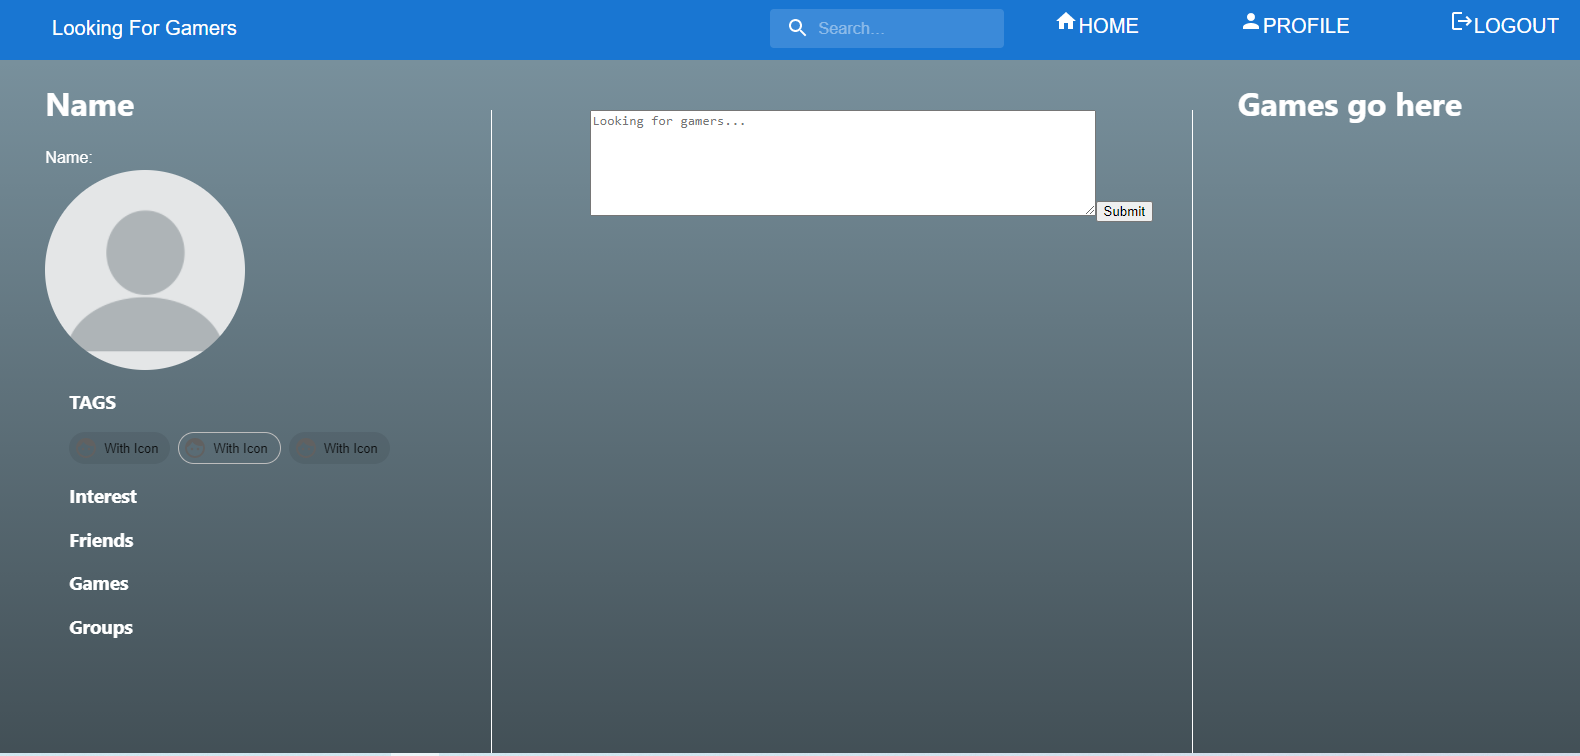 Looking For Gamers
Search...
HOME
PROFILE
LOGOUT
Name
Name:
TAGS
With Icon
With Icon
With Icon
Interest
Friends
Games
Groups
Looking for gamers...
Submit
Games go here